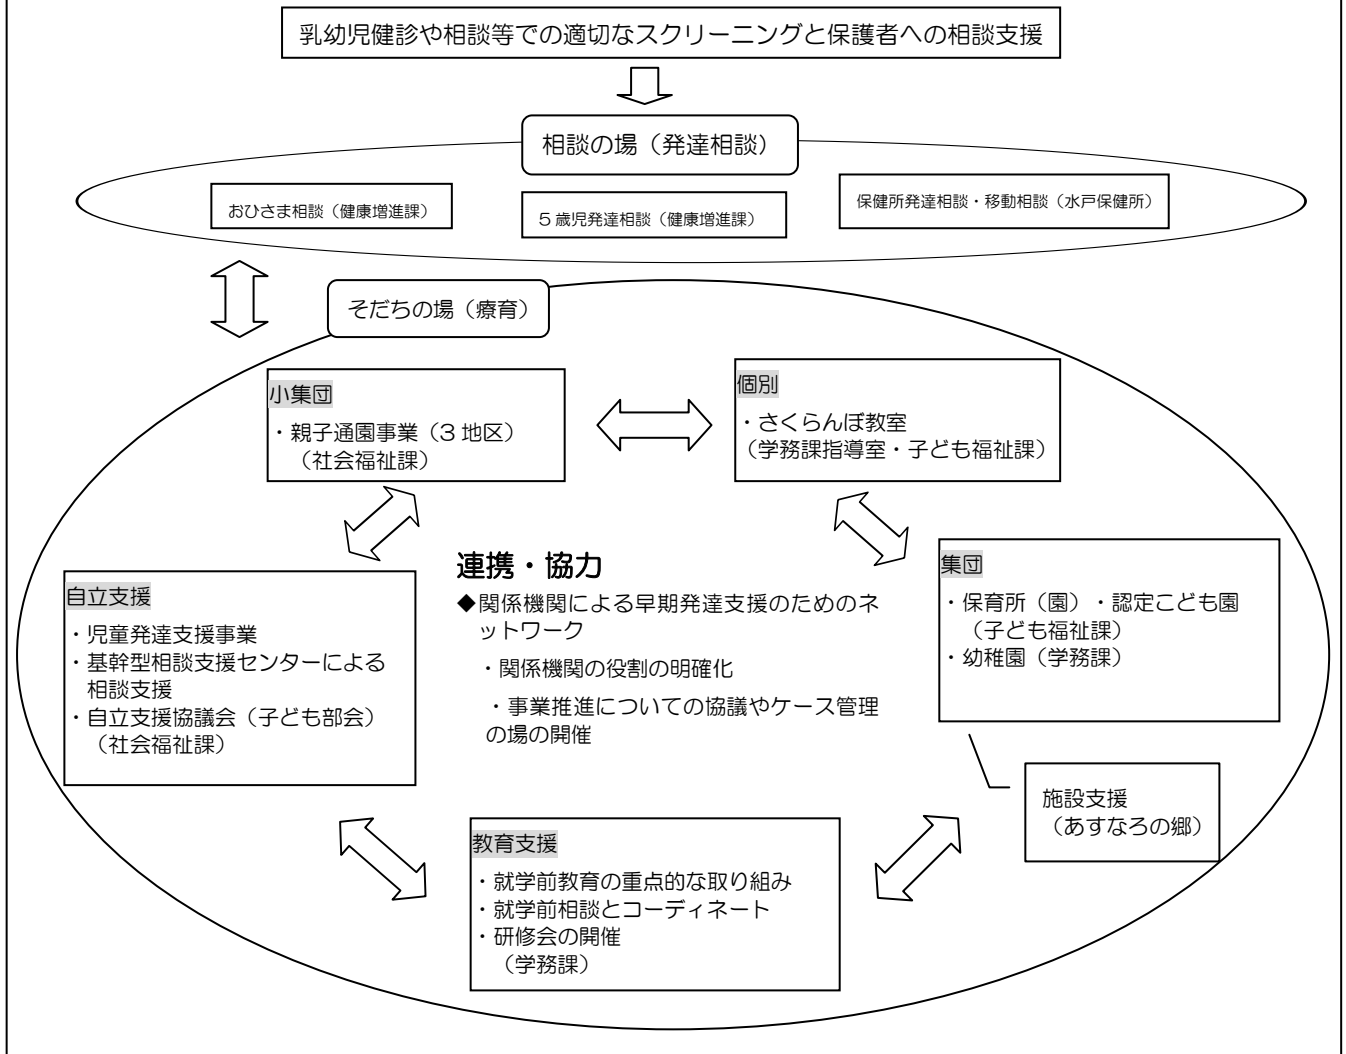 乳幼児健診や相談等での適切なスクリーニングと保護者への相談支援
相談の場（発達相談）
おひさま相談（健康増進課）
５歳児発達相談（健康増進課）
保健所発達相談・移動相談（水戸保健所）
そだちの場（療育）
小集団
・親子通園事業（3 地区）
（社会福祉課）
個別
・さくらんぼ教室
（学務課指導室・子ども福祉課）
自立支援
・児童発達支援事業
・基幹型相談支援センターによる
相談支援
・自立支援協議会（子ども部会）
（社会福祉課）
連携・協力
◆関係機関による早期発達支援のためのネ
ットワーク
・関係機関の役割の明確化
・事業推進についての協議やケース管理
の場の開催
集団
・保育所（園）・認定こども園
（子ども福祉課）
・幼稚園（学務課）
施設支援
（あすなろの郷）
教育支援
・就学前教育の重点的な取り組み
・就学前相談とコーディネート
・研修会の開催
（学務課）